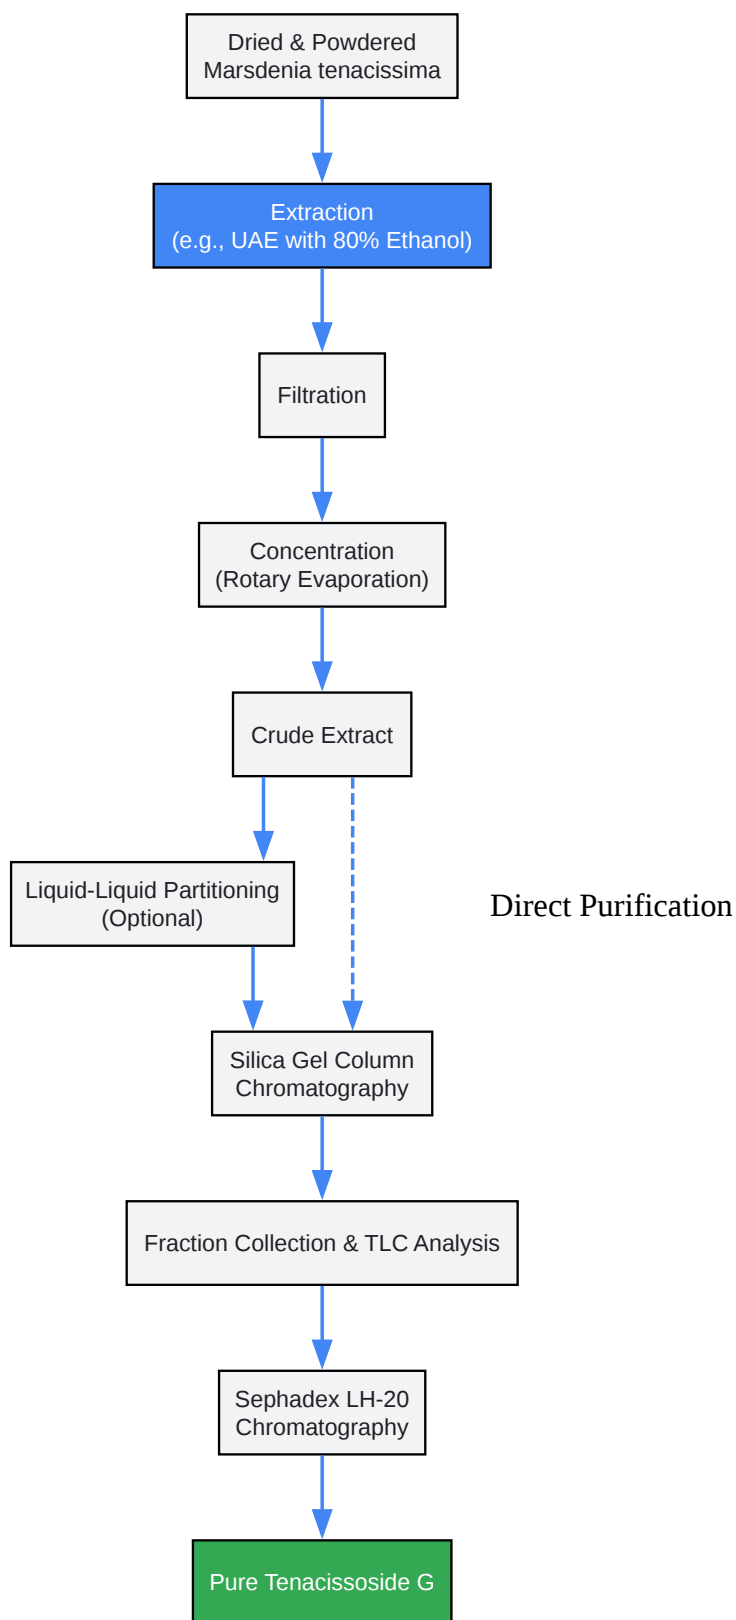 Dried & Powdered
Marsdenia tenacissima
Extraction
(e.g., UAE with 80% Ethanol)
Filtration
Concentration
(Rotary Evaporation)
Crude Extract
Liquid-Liquid Partitioning
(Optional)
Direct Purification
Silica Gel Column
Chromatography
Fraction Collection & TLC Analysis
Sephadex LH-20
Chromatography
Pure Tenacissoside G